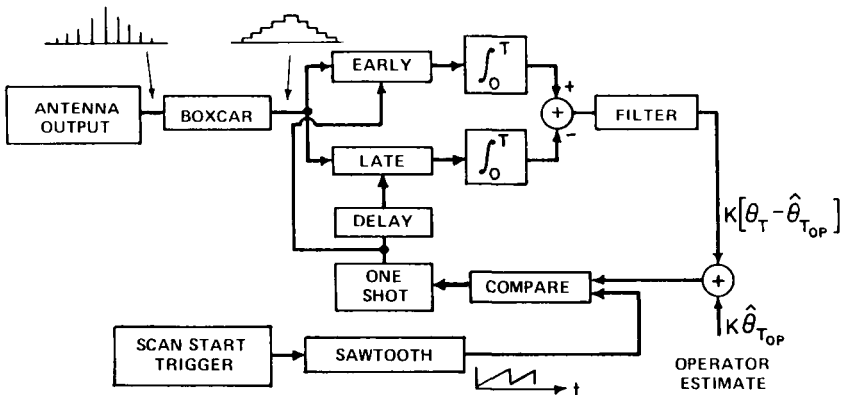 ANTENNA
OUTPUT
BOXCAR
EARLY
∫₀ᵀ
+
+
−
FILTER
LATE
∫₀ᵀ
DELAY
K[θ_T − θ̂_T_OP]
ONE
SHOT
COMPARE
+
Kθ̂_T_OP
SCAN START
TRIGGER
SAWTOOTH
t
OPERATOR
ESTIMATE